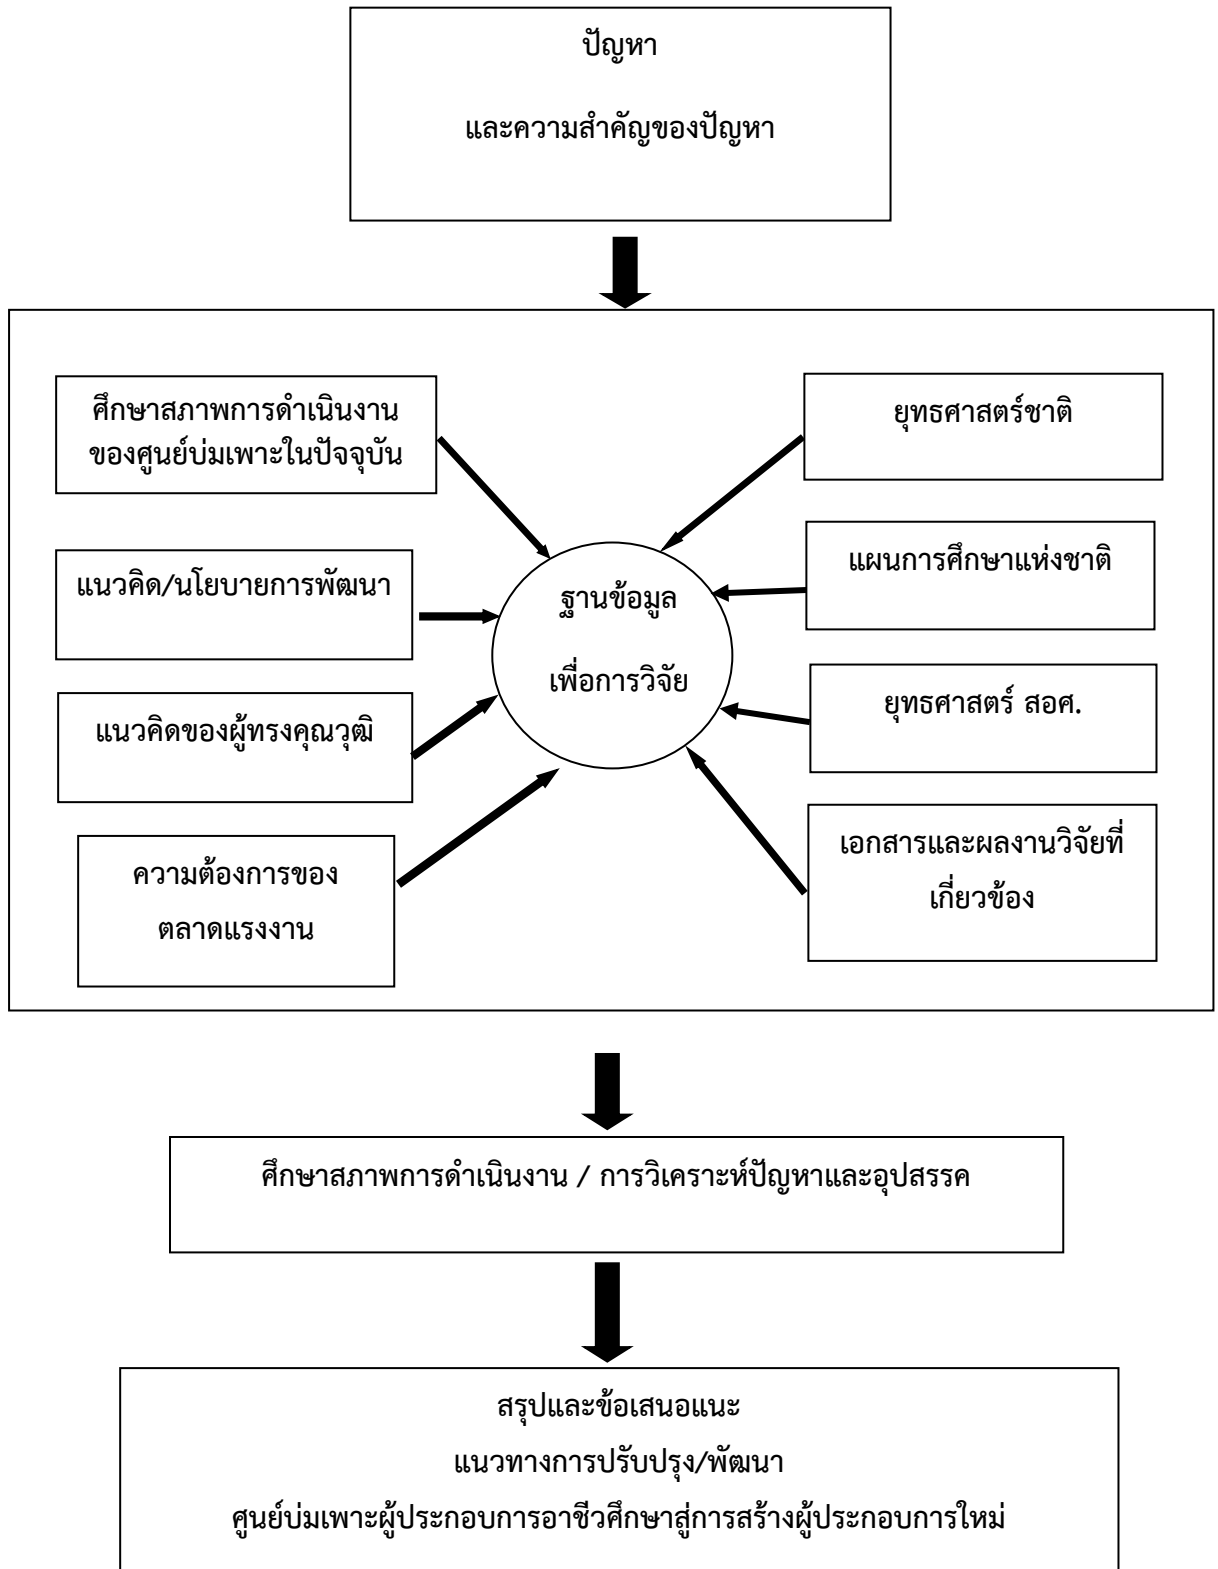 ปัญหา
และความสำคัญของปัญหา
ศึกษาสภาพการดำเนินงาน
ของศูนย์บ่มเพาะในปัจจุบัน
แนวคิด/นโยบายการพัฒนา
แนวคิดของผู้ทรงคุณวุฒิ
ความต้องการของ
ตลาดแรงงาน
ฐานข้อมูล
เพื่อการวิจัย
ยุทธศาสตร์ชาติ
แผนการศึกษาแห่งชาติ
ยุทธศาสตร์ สอศ.
เอกสารและผลงานวิจัยที่
เกี่ยวข้อง
ศึกษาสภาพการดำเนินงาน / การวิเคราะห์ปัญหาและอุปสรรค
สรุปและข้อเสนอแนะ
แนวทางการปรับปรุง/พัฒนา
ศูนย์บ่มเพาะผู้ประกอบการอาชีวศึกษาสู่การสร้างผู้ประกอบการใหม่